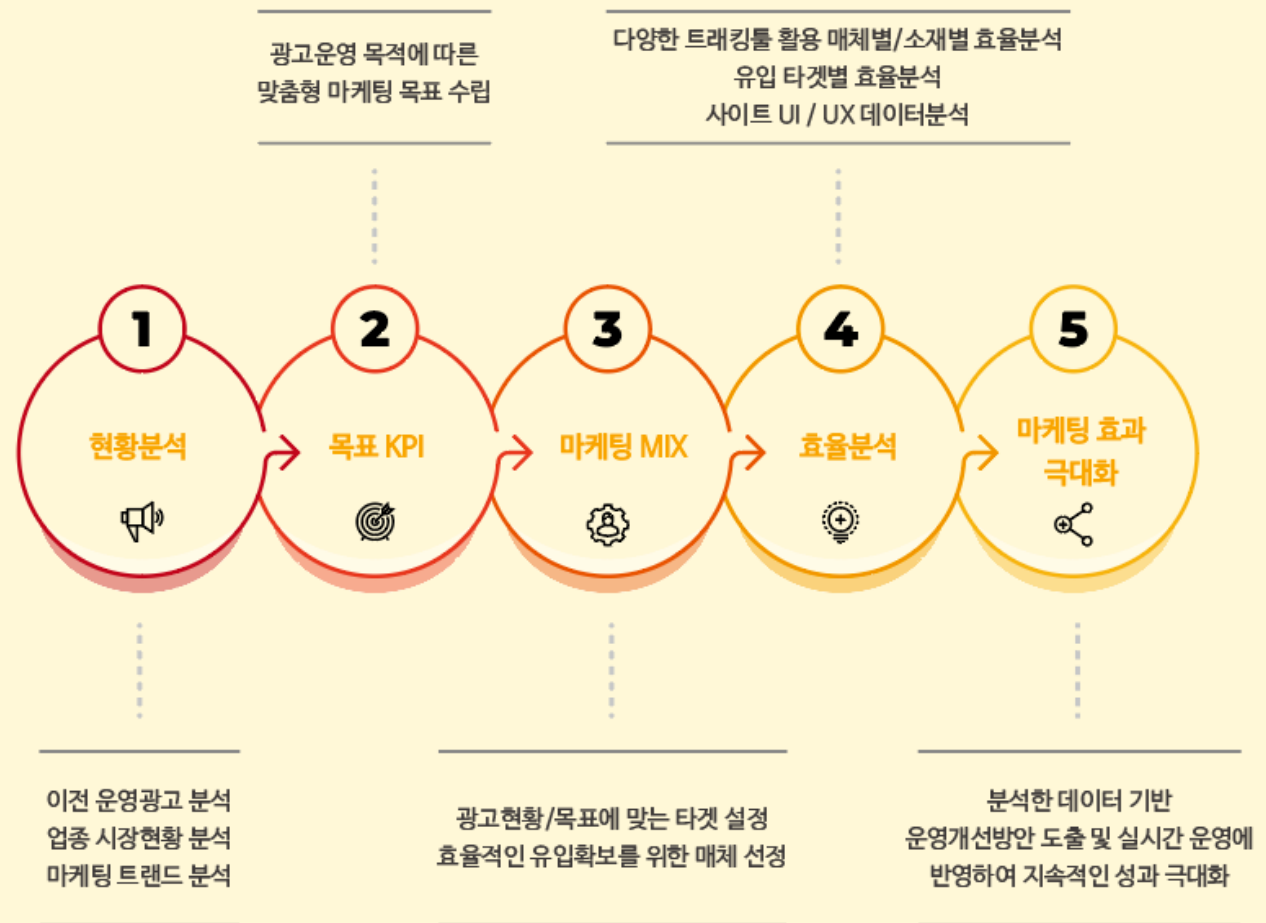 광고운영 목적에 따른
맞춤형 마케팅 목표 수립
다양한 트래킹툴 활용 매체별/소재별 효율분석
유입 타겟별 효율분석
사이트 UI / UX 데이터분석
1
현황분석
2
목표 KPI
3
마케팅 MIX
4
효율분석
5
마케팅 효과
극대화
이전 운영광고 분석
업종 시장현황 분석
마케팅 트랜드 분석
광고현황/목표에 맞는 타겟 설정
효율적인 유입확보를 위한 매체 선정
분석한 데이터 기반
운영개선방안 도출 및 실시간 운영에
반영하여 지속적인 성과 극대화